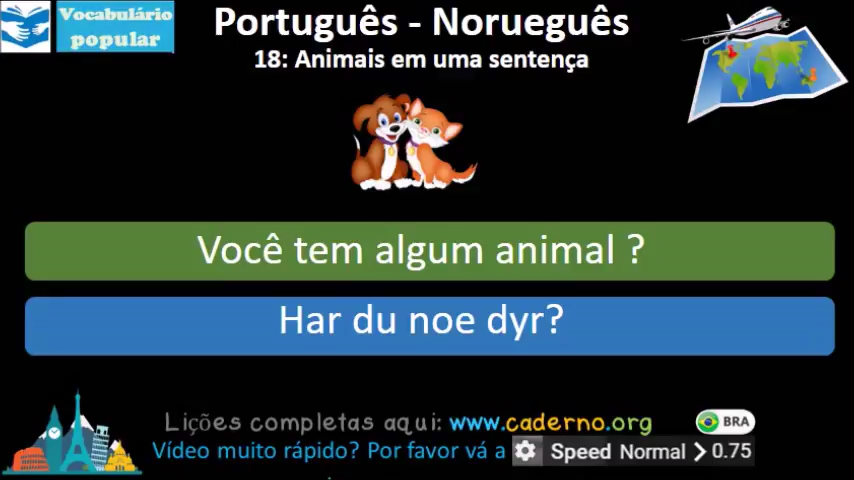 Vocabulário
popular
Português - Norueguês
18: Animais em uma sentença
Você tem algum animal ?
Har du noe dyr?
Lições completas aqui: www.caderno.org
BRA
Vídeo muito rápido? Por favor vá a Speed Normal > 0.75